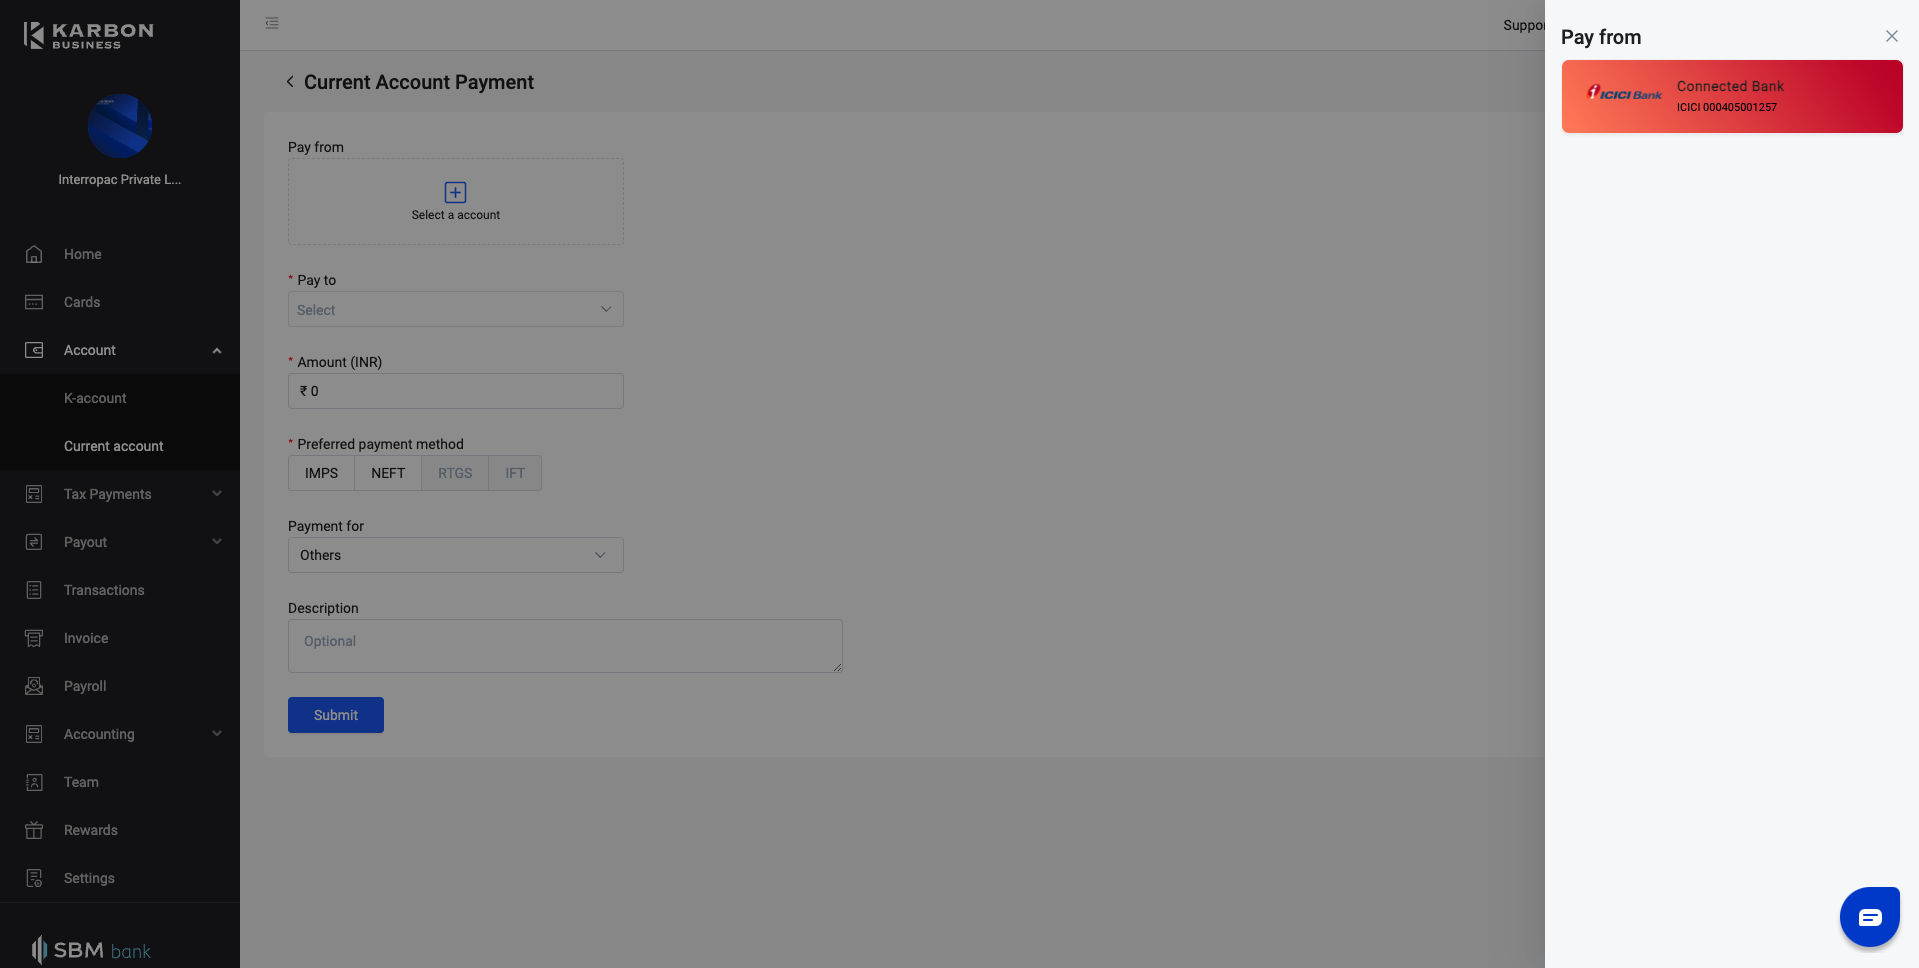 KARBON
BUSINESS
Interropac Private L...
Home
Cards
Account
K-account
Current account
Tax Payments
Payout
Transactions
Invoice
Payroll
Accounting
Team
Rewards
Settings
SBM bank
Current Account Payment
Pay from
Select a account
* Pay to
Select
* Amount (INR)
₹ 0
* Preferred payment method
IMPS NEFT RTGS IFT
Payment for
Others
Description
Optional
Submit
Suppor
Pay from
ICICI Bank
Connected Bank
ICICI 000405001257